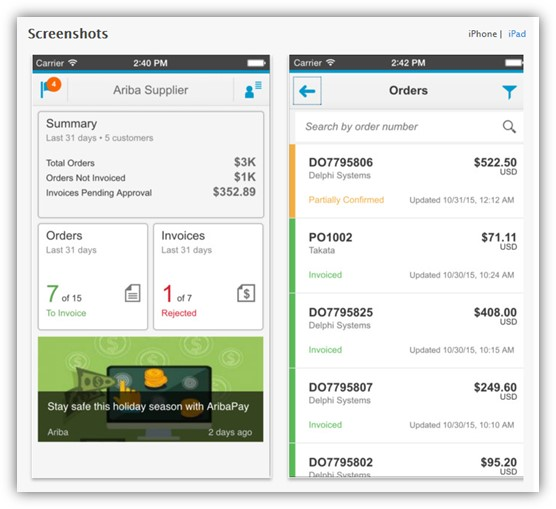 Screenshots
iPhone | iPad
Carrier 2:40 PM
4
Ariba Supplier
Summary
Last 31 days • 5 customers
Total Orders $3K
Orders Not Invoiced $1K
Invoices Pending Approval $352.89
Orders
Last 31 days
7 of 15
To Invoice
Invoices
Last 31 days
1 of 7
Rejected
Stay safe this holiday season with AribaPay
Ariba 2 days ago
Carrier 2:42 PM
Orders
Search by order number
DO7795806 $522.50
Delphi Systems USD
Partially Confirmed Updated 10/31/15, 12:12 AM
PO1002 $71.11
Takata USD
Invoiced Updated 10/30/15, 10:24 AM
DO7795825 $408.00
Delphi Systems USD
Invoiced Updated 10/30/15, 10:15 AM
DO7795807 $249.60
Delphi Systems USD
Invoiced Updated 10/30/15, 10:10 AM
DO7795802 $95.20
Delphi Systems USD